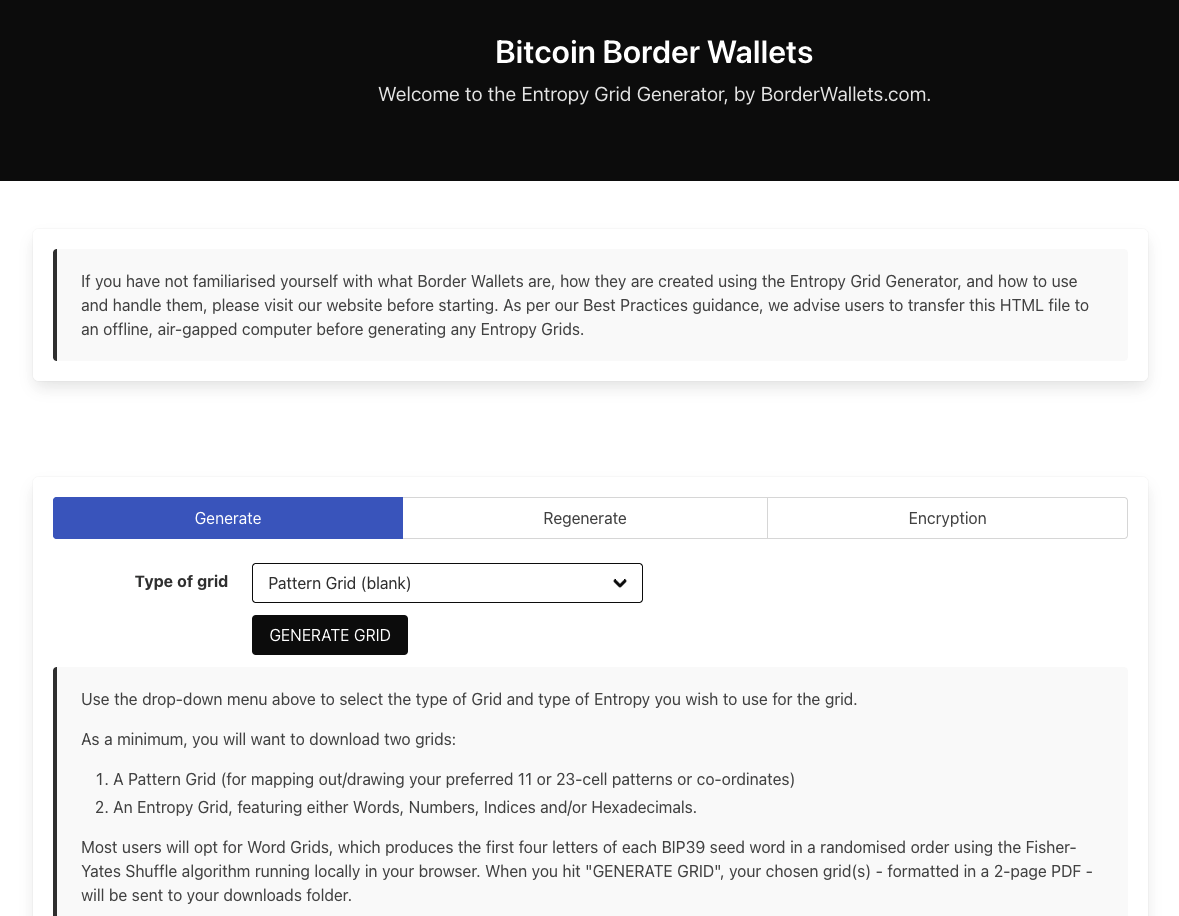 Bitcoin Border Wallets
Welcome to the Entropy Grid Generator, by BorderWallets.com.
If you have not familiarised yourself with what Border Wallets are, how they are created using the Entropy Grid Generator, and how to use
and handle them, please visit our website before starting. As per our Best Practices guidance, we advise users to transfer this HTML file to
an offline, air-gapped computer before generating any Entropy Grids.
Generate
Regenerate
Encryption
Type of grid
Pattern Grid (blank)
GENERATE GRID
Use the drop-down menu above to select the type of Grid and type of Entropy you wish to use for the grid.
As a minimum, you will want to download two grids:
1. A Pattern Grid (for mapping out/drawing your preferred 11 or 23-cell patterns or co-ordinates)
2. An Entropy Grid, featuring either Words, Numbers, Indices and/or Hexadecimals.
Most users will opt for Word Grids, which produces the first four letters of each BIP39 seed word in a randomised order using the Fisher-
Yates Shuffle algorithm running locally in your browser. When you hit "GENERATE GRID", your chosen grid(s) - formatted in a 2-page PDF -
will be sent to your downloads folder.